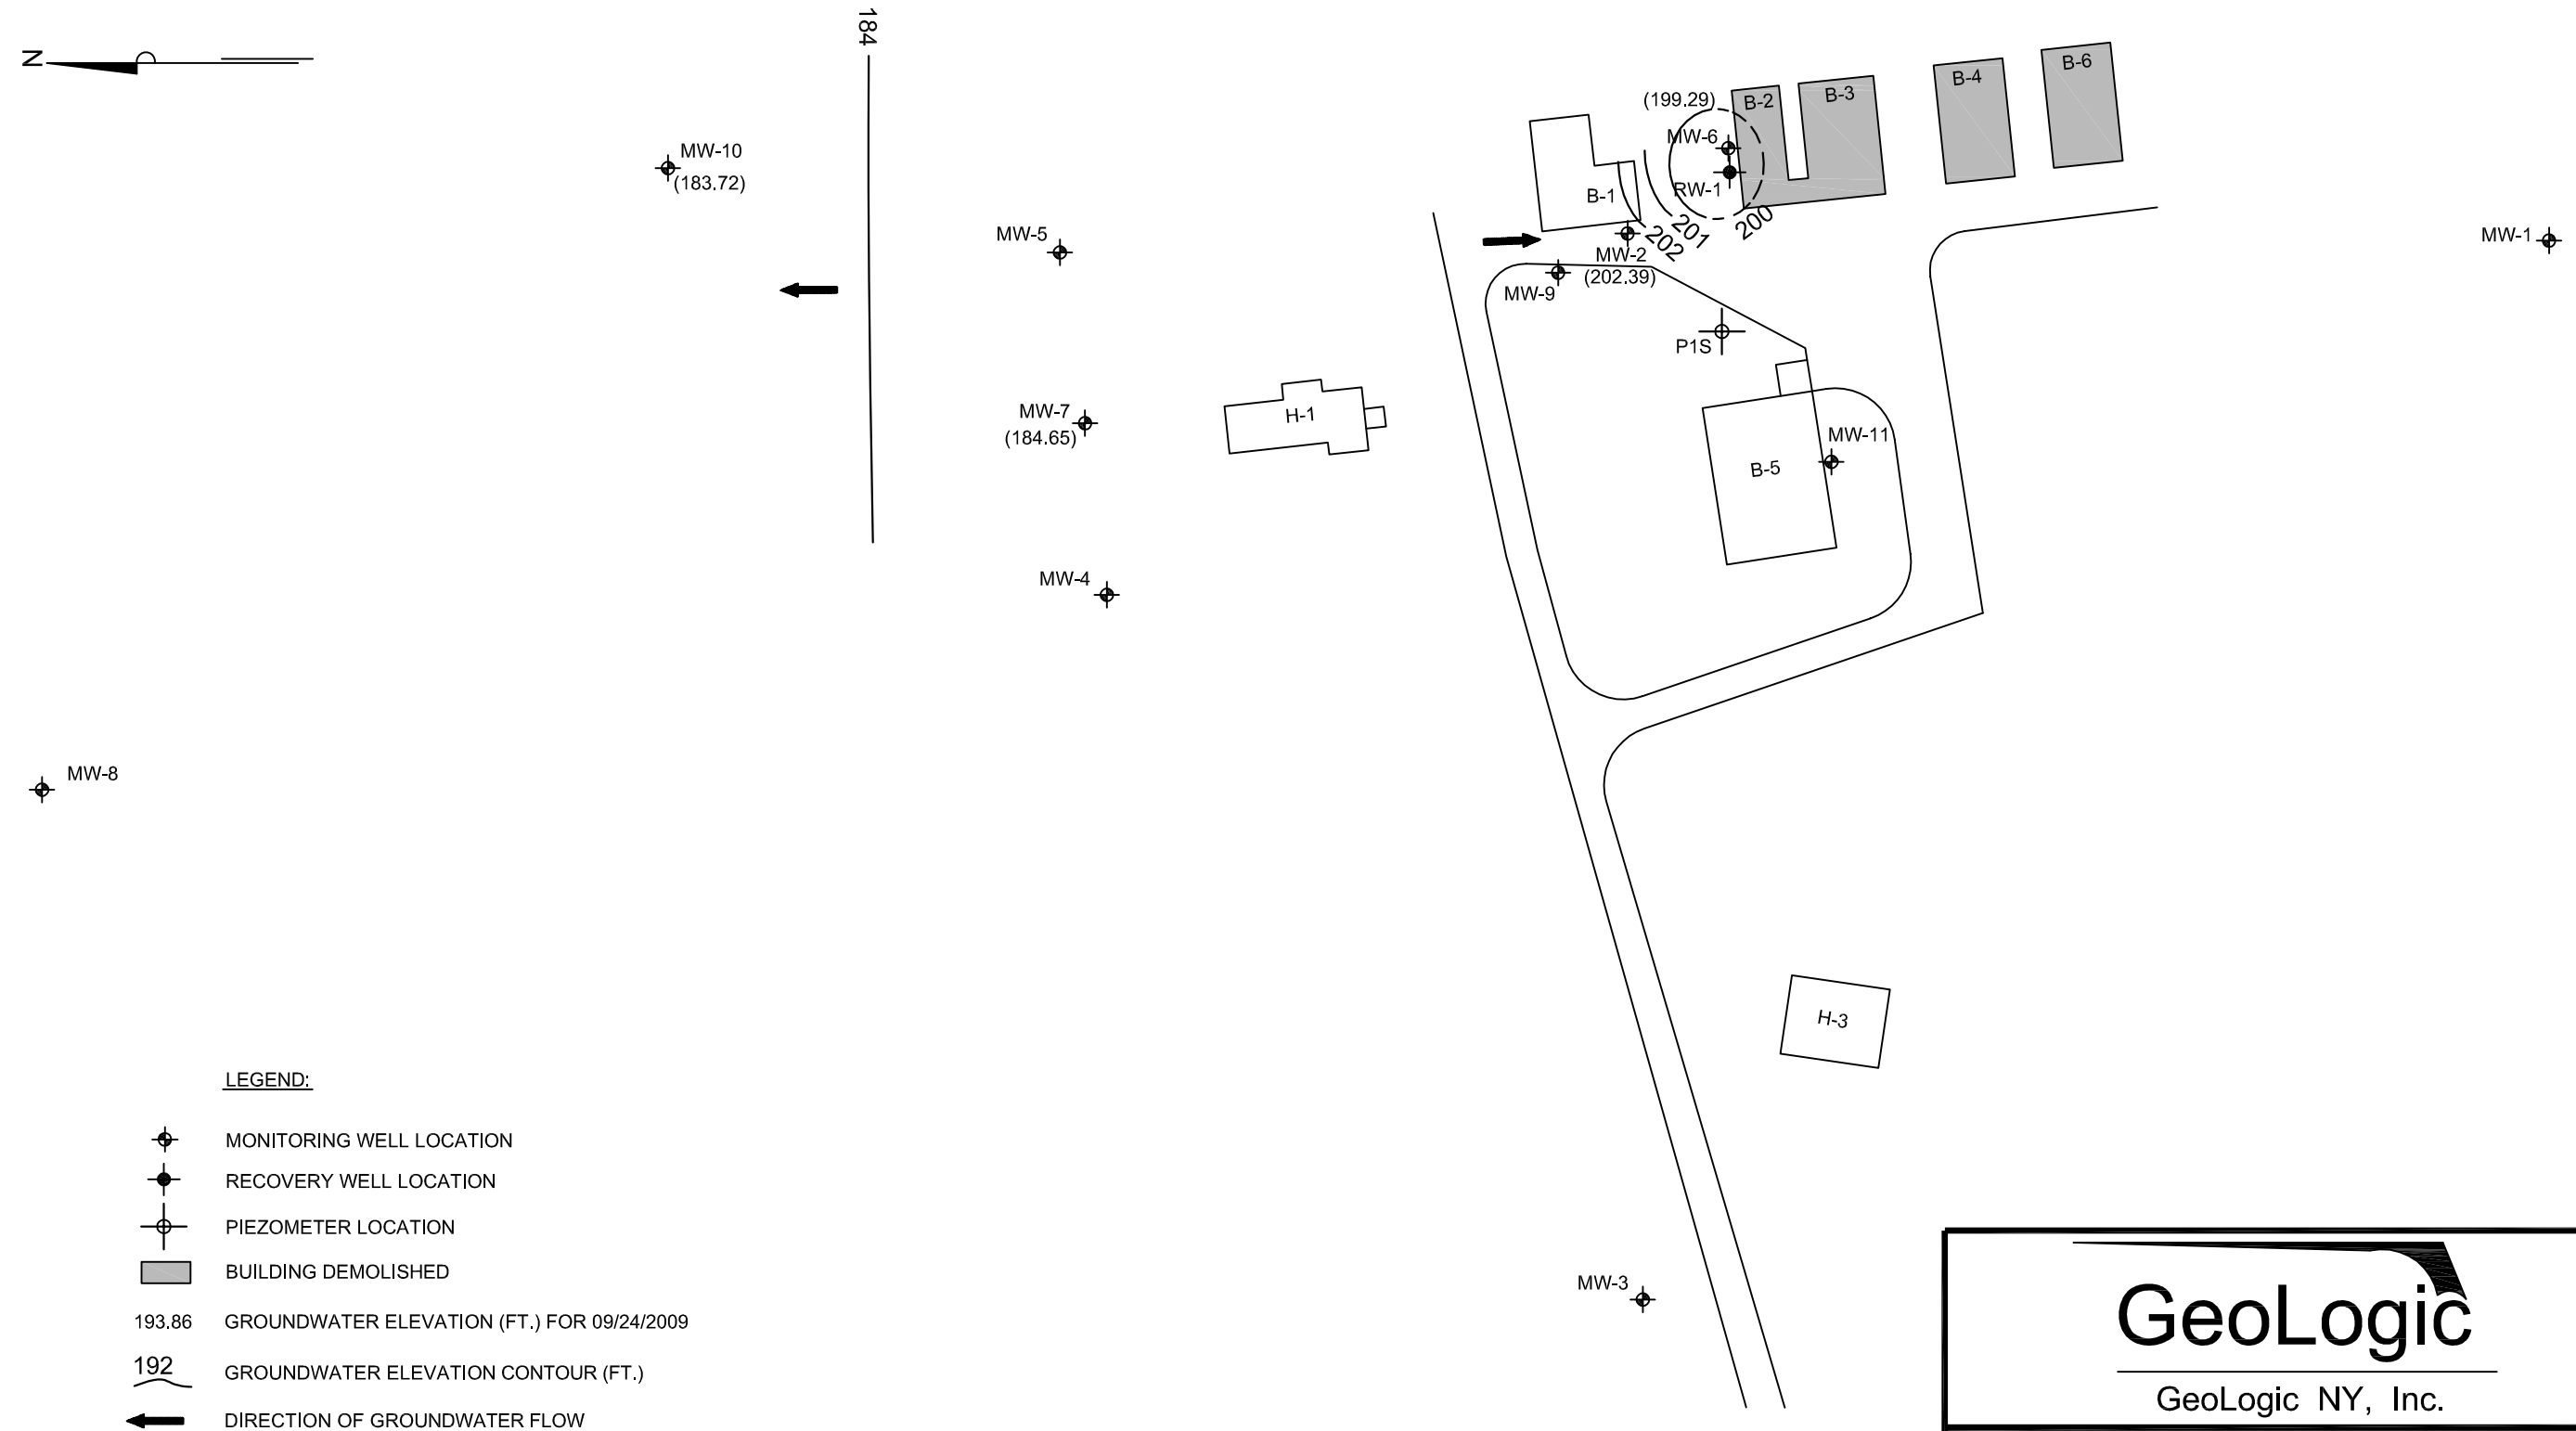 184
N
B-6
B-4
B-3
B-2
(199.29)
MW-6
RW-1
MW-10
(183.72)
B-1
201
200
202
MW-5
MW-1
MW-2
(202.39)
MW-9
P1S
MW-7
(184.65)
H-1
MW-11
B-5
MW-4
MW-8
H-3
MW-3
LEGEND:
MONITORING WELL LOCATION
RECOVERY WELL LOCATION
PIEZOMETER LOCATION
BUILDING DEMOLISHED
193.86 GROUNDWATER ELEVATION (FT.) FOR 09/24/2009
192 GROUNDWATER ELEVATION CONTOUR (FT.)
DIRECTION OF GROUNDWATER FLOW
GeoLogic
GeoLogic NY, Inc.